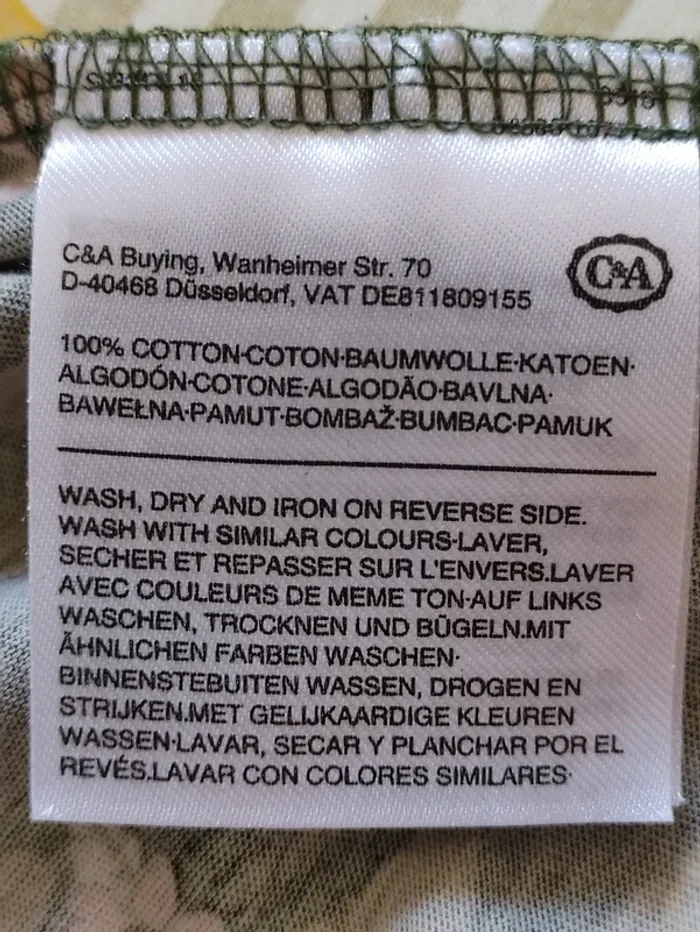 C&A Buying, Wanheimer Str. 70
D-40468 Düsseldorf, VAT DE811809155
C&A
100% COTTON·COTON·BAUMWOLLE·KATOEN·
ALGODÓN·COTONE·ALGODÃO·BAVLNA·
BAWEŁNA·PAMUT·BOMBAŽ·BUMBAC·PAMUK
WASH, DRY AND IRON ON REVERSE SIDE.
WASH WITH SIMILAR COLOURS·LAVER,
SECHER ET REPASSER SUR L'ENVERS.LAVER
AVEC COULEURS DE MEME TON·AUF LINKS
WASCHEN, TROCKNEN UND BÜGELN.MIT
ÄHNLICHEN FARBEN WASCHEN·
BINNENSTEBUITEN WASSEN, DROGEN EN
STRIJKEN.MET GELIJKAARDIGE KLEUREN
WASSEN·LAVAR, SECAR Y PLANCHAR POR EL
REVÉS.LAVAR CON COLORES SIMILARES·